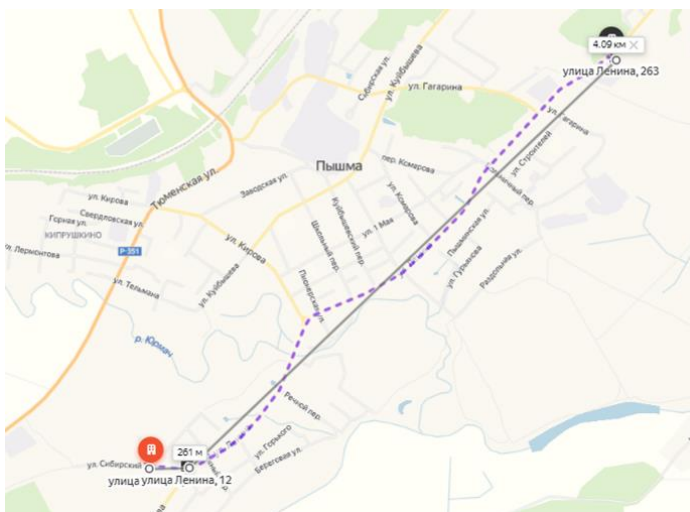 4.09 км
улица Ленина, 263
Сибирская ул.
ул. Куйбышева
ул. Гагарина
ул. Гагарина
ул. Строителей
Пышма
пер. Комарова
Тюменская ул.
Заводская ул.
ул. Кирова
Свердловская ул.
Горная ул.
КИПРУШКИНО
ул. Лермонтова
Р-351
ул. Кирова
Школьный пер.
Куйбышевский пер.
ул. 1 Мая
ул. Комарова
Пышминская ул.
ул. Гурьянова
Раздольная ул.
ул. Тельмана
ул. Куйбышева
Пионерская ул.
р. Юрмач
Речной пер.
ул. Горького
Береговая ул.
261 м
ул. Сибирский
улица улица Ленина, 12